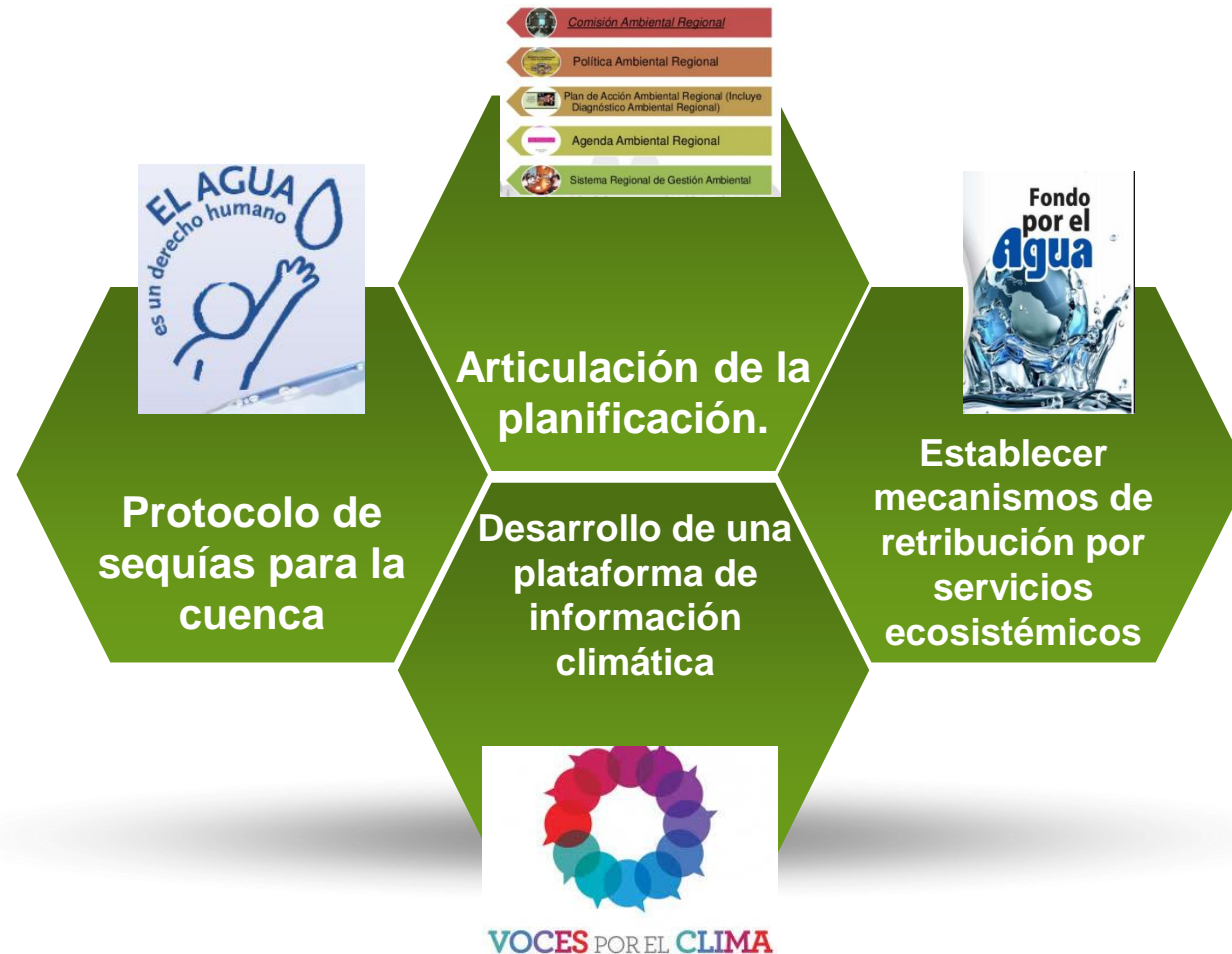 Comisión Ambiental Regional
Política Ambiental Regional
Plan de Acción Ambiental Regional (Incluye
Diagnóstico Ambiental Regional)
Agenda Ambiental Regional
Sistema Regional de Gestión Ambiental
EL AGUA
es un derecho humano
Fondo
por el
Agua
Articulación de la
planificación.
Protocolo de
sequías para la
cuenca
Desarrollo de una
plataforma de
información
climática
Establecer
mecanismos de
retribución por
servicios
ecosistémicos
VOCES POR EL CLIMA